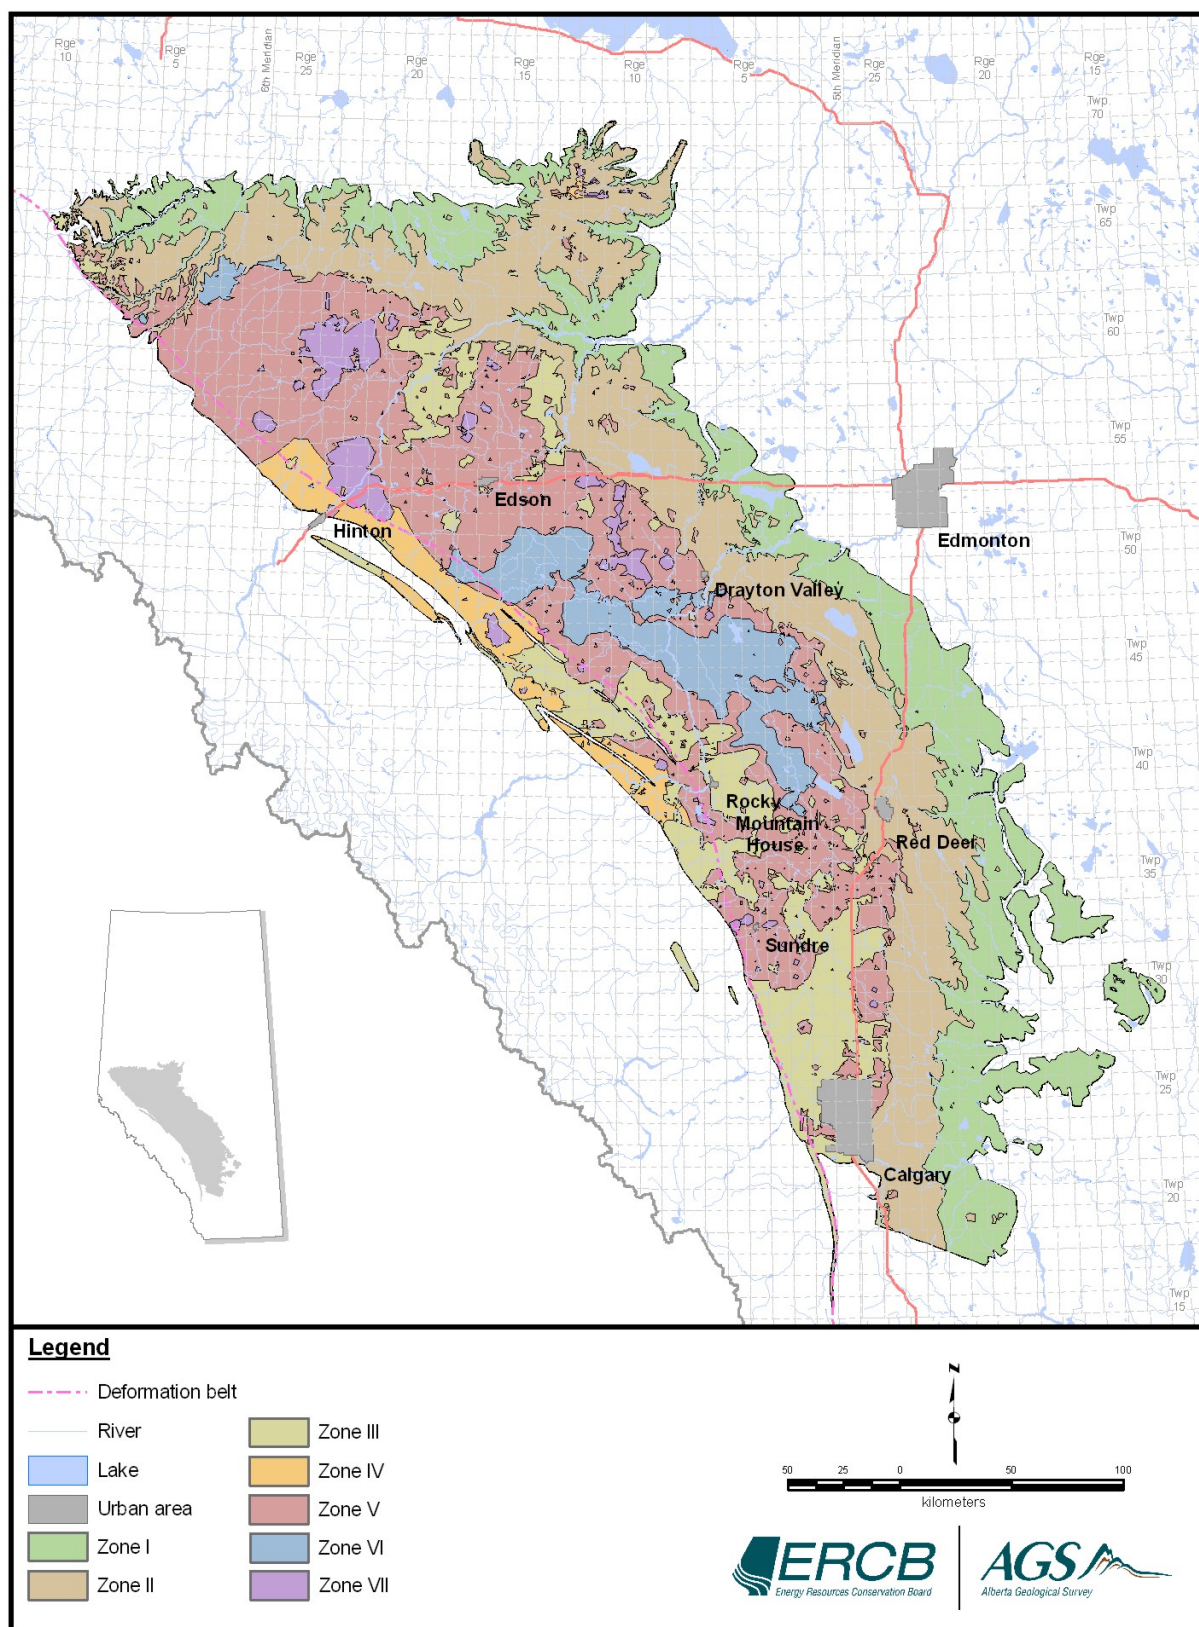 Rge
10
Rge
5
6th Meridian
Rge
25
Rge
20
Rge
15
Rge
10
Rge
5
5th Meridian
Rge
25
Rge
20
Rge
15
Twp
70
Twp
65
Twp
60
Twp
55
Twp
50
Twp
45
Twp
40
Twp
35
Twp
30
Twp
25
Twp
20
Twp
15
Edson
Hinton
Edmonton
Drayton Valley
Rocky
Mountain
House
Red Deer
Sundre
Calgary
Legend
Deformation belt
River
Lake
Urban area
Zone I
Zone II
Zone III
Zone IV
Zone V
Zone VI
Zone VII
N
50 25 0 50 100
kilometers
ERCB
Energy Resources Conservation Board
AGS
Alberta Geological Survey